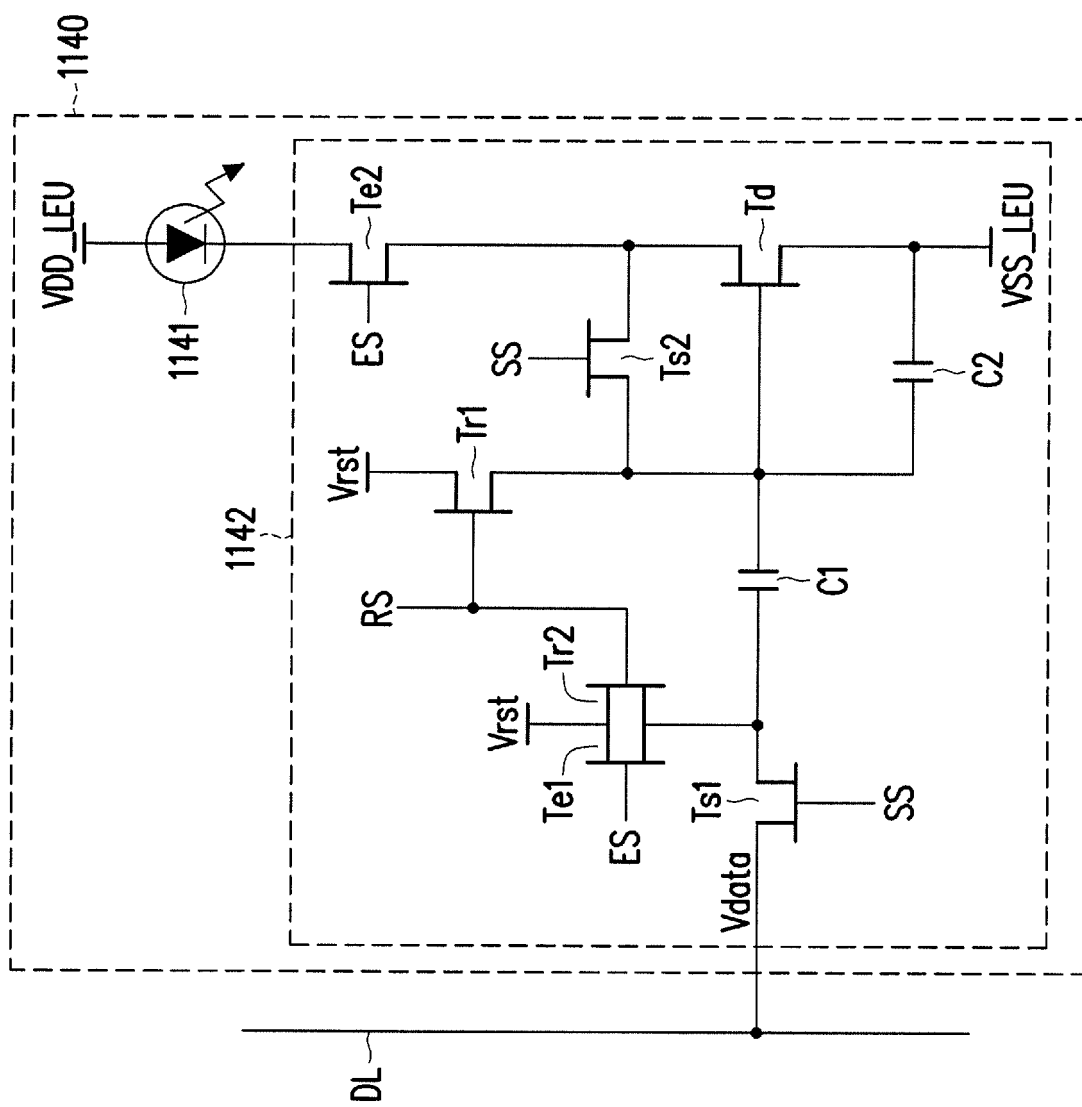 1140
VDD_LEU
1141
1142
ES
Te2
Vrst
Tr1
SS
Ts2
Td
RS
Vrst
Tr2
Te1
ES
C1
C2
VSS_LEU
Vdata
Ts1
SS
DL